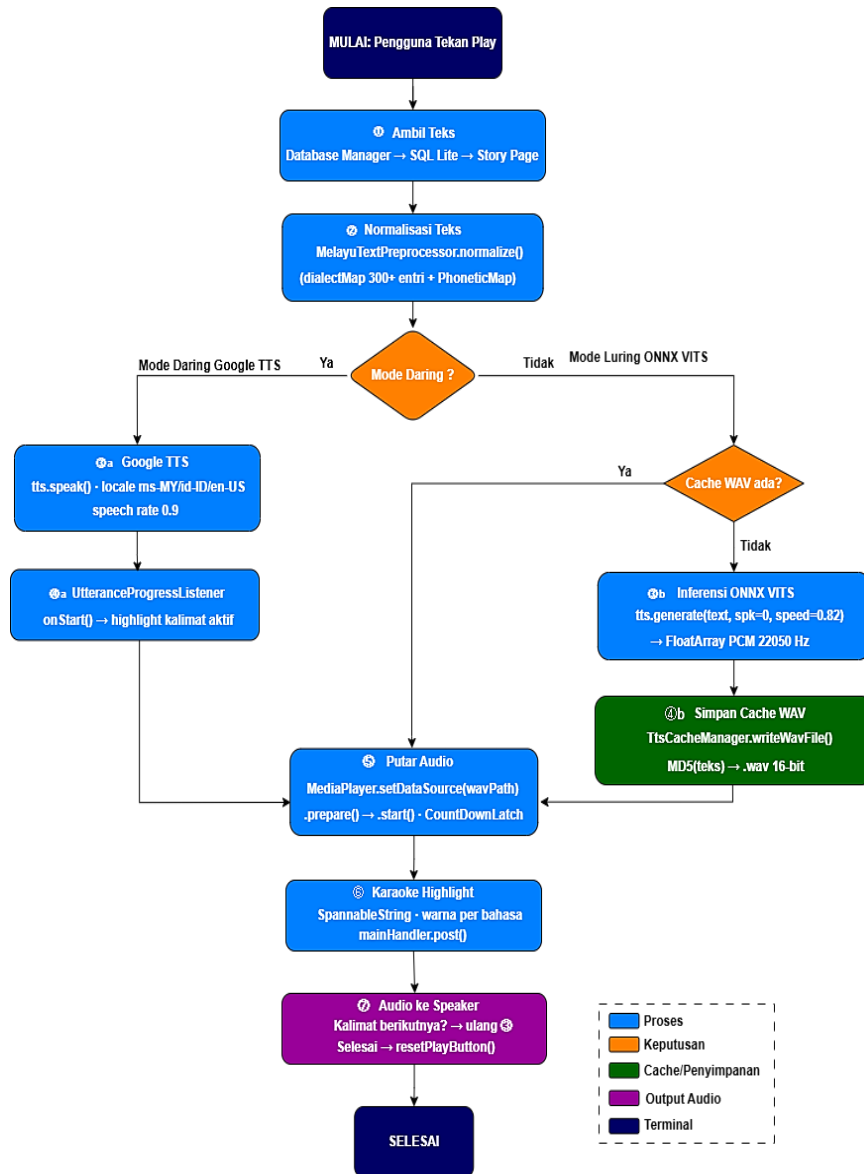 MULAI: Pengguna Tekan Play
① Ambil Teks
Database Manager → SQL Lite → Story Page
② Normalisasi Teks
MelayuTextPreprocessor.normalize()
(dialectMap 300+ entri + PhoneticMap)
Mode Daring ?
Mode Daring Google TTS
Ya
Tidak
Mode Luring ONNX VITS
③a Google TTS
tts.speak() · locale ms-MY/id-ID/en-US
speech rate 0.9
④a UtteranceProgressListener
onStart() → highlight kalimat aktif
Cache WAV ada?
Ya
Tidak
③b Inferensi ONNX VITS
tts.generate(text, spk=0, speed=0.82)
→ FloatArray PCM 22050 Hz
④b Simpan Cache WAV
TtsCacheManager.writeWavFile()
MD5(teks) → .wav 16-bit
⑤ Putar Audio
MediaPlayer.setDataSource(wavPath)
.prepare() → .start() · CountDownLatch
⑥ Karaoke Highlight
SpannableString · warna per bahasa
mainHandler.post()
⑦ Audio ke Speaker
Kalimat berikutnya? → ulang ③
Selesai → resetPlayButton()
SELESAI
Proses
Keputusan
Cache/Penyimpanan
Output Audio
Terminal